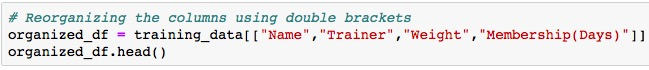 # Reorganizing the columns using double brackets
organized_df = training_data[["Name","Trainer","Weight","Membership(Days)"]]
organized_df.head()